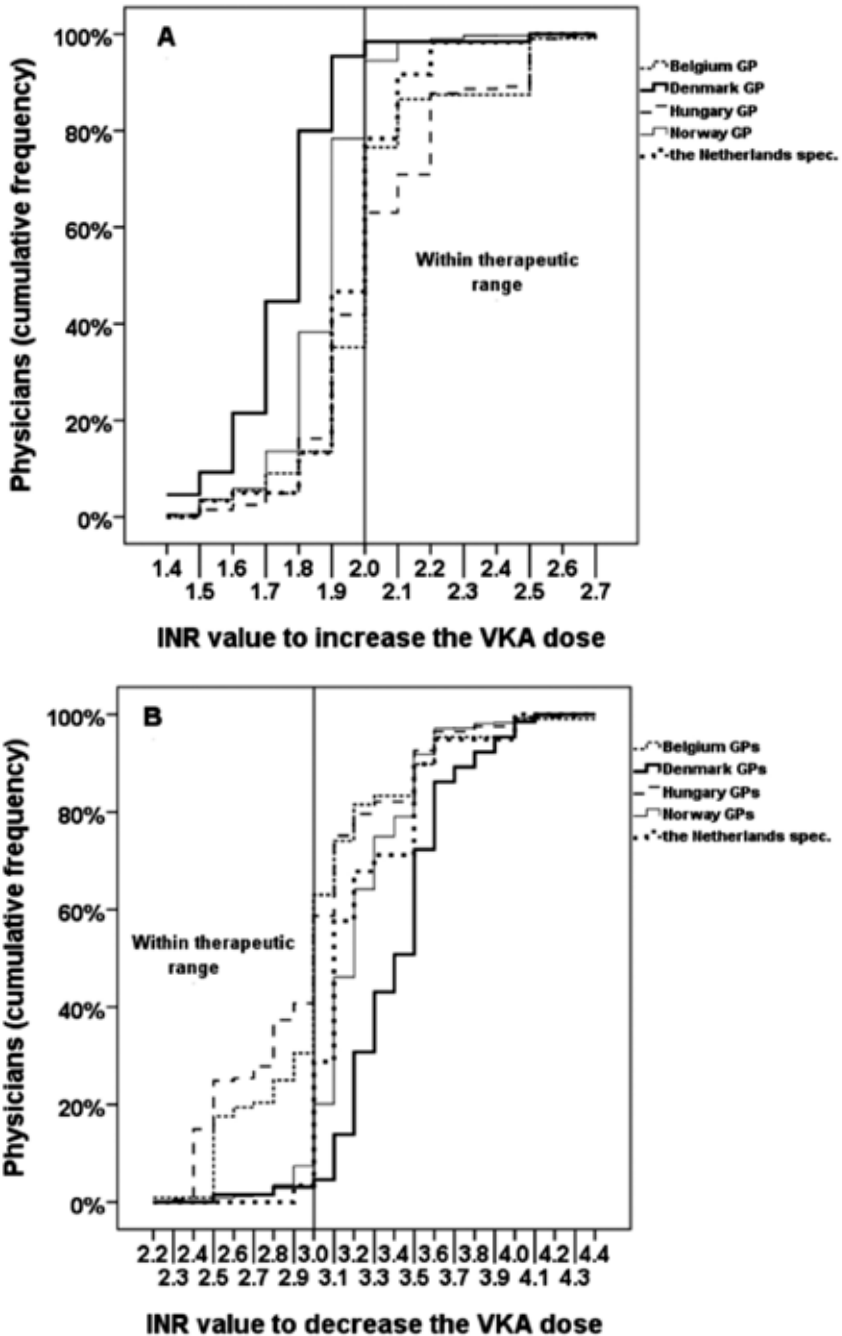 A
Physicians (cumulative frequency)
100%
80%
60%
40%
20%
0%
Within therapeutic
range
Belgium GP
Denmark GP
Hungary GP
Norway GP
the Netherlands spec.
1.4 1.6 1.8 2.0 2.2 2.4 2.6
1.5 1.7 1.9 2.1 2.3 2.5 2.7
INR value to increase the VKA dose
B
Physicians (cumulative frequency)
100%
80%
60%
40%
20%
0%
Within therapeutic
range
Belgium GPs
Denmark GPs
Hungary GPs
Norway GPs
the Netherlands spec.
2.2 2.4 2.6 2.8 3.0 3.2 3.4 3.6 3.8 4.0 4.2 4.4
2.3 2.5 2.7 2.9 3.1 3.3 3.5 3.7 3.9 4.1 4.3
INR value to decrease the VKA dose